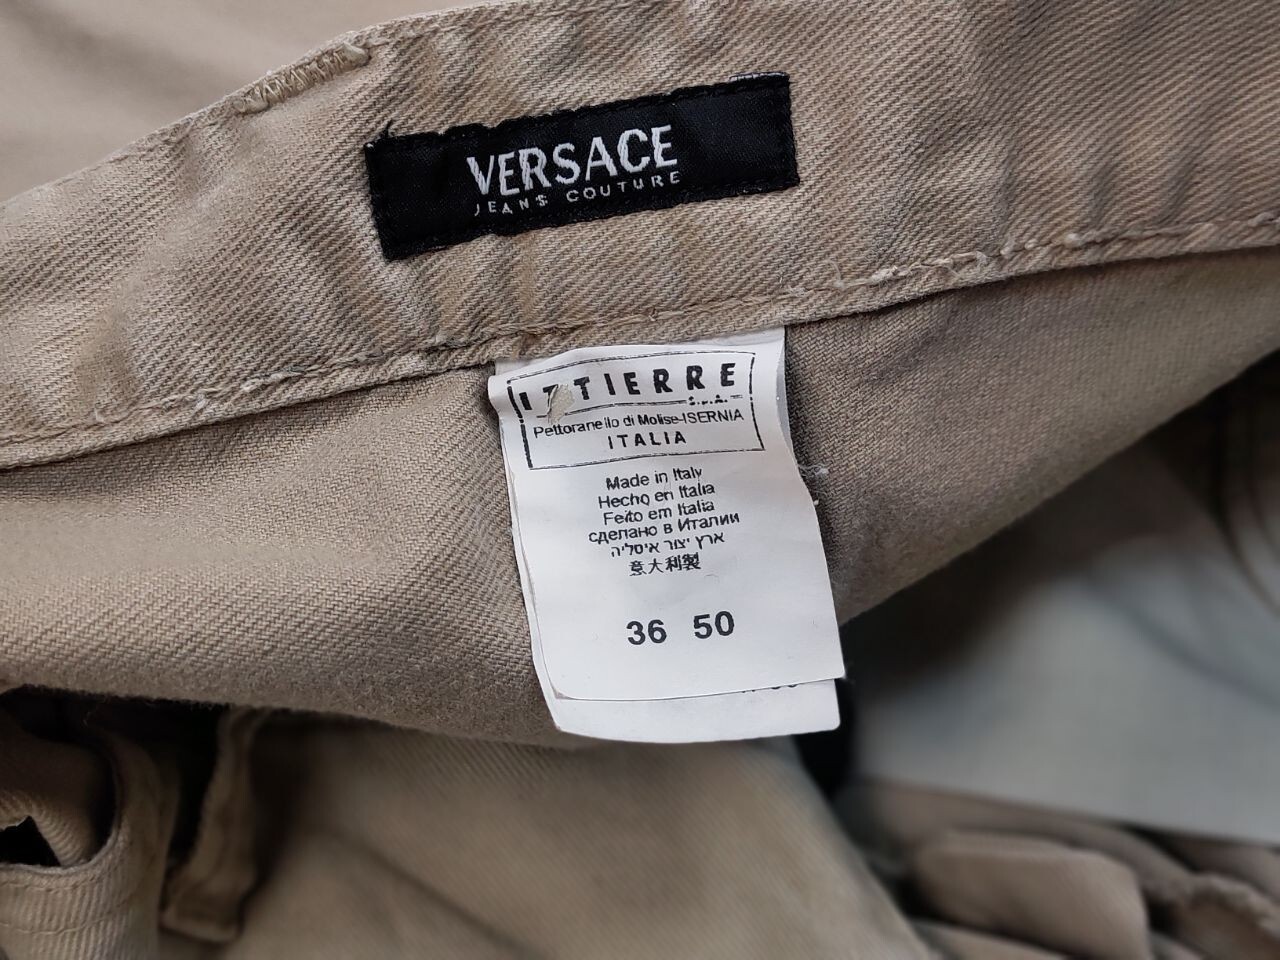 VERSACE
JEANS COUTURE
ITTIERRE
S.p.A.
Pettoranello di Molise-ISERNIA
ITALIA
Made in Italy
Hecho en Italia
Feito em Italia
сделано в Италии
ארץ יצור איטליה
意大利製
36 50